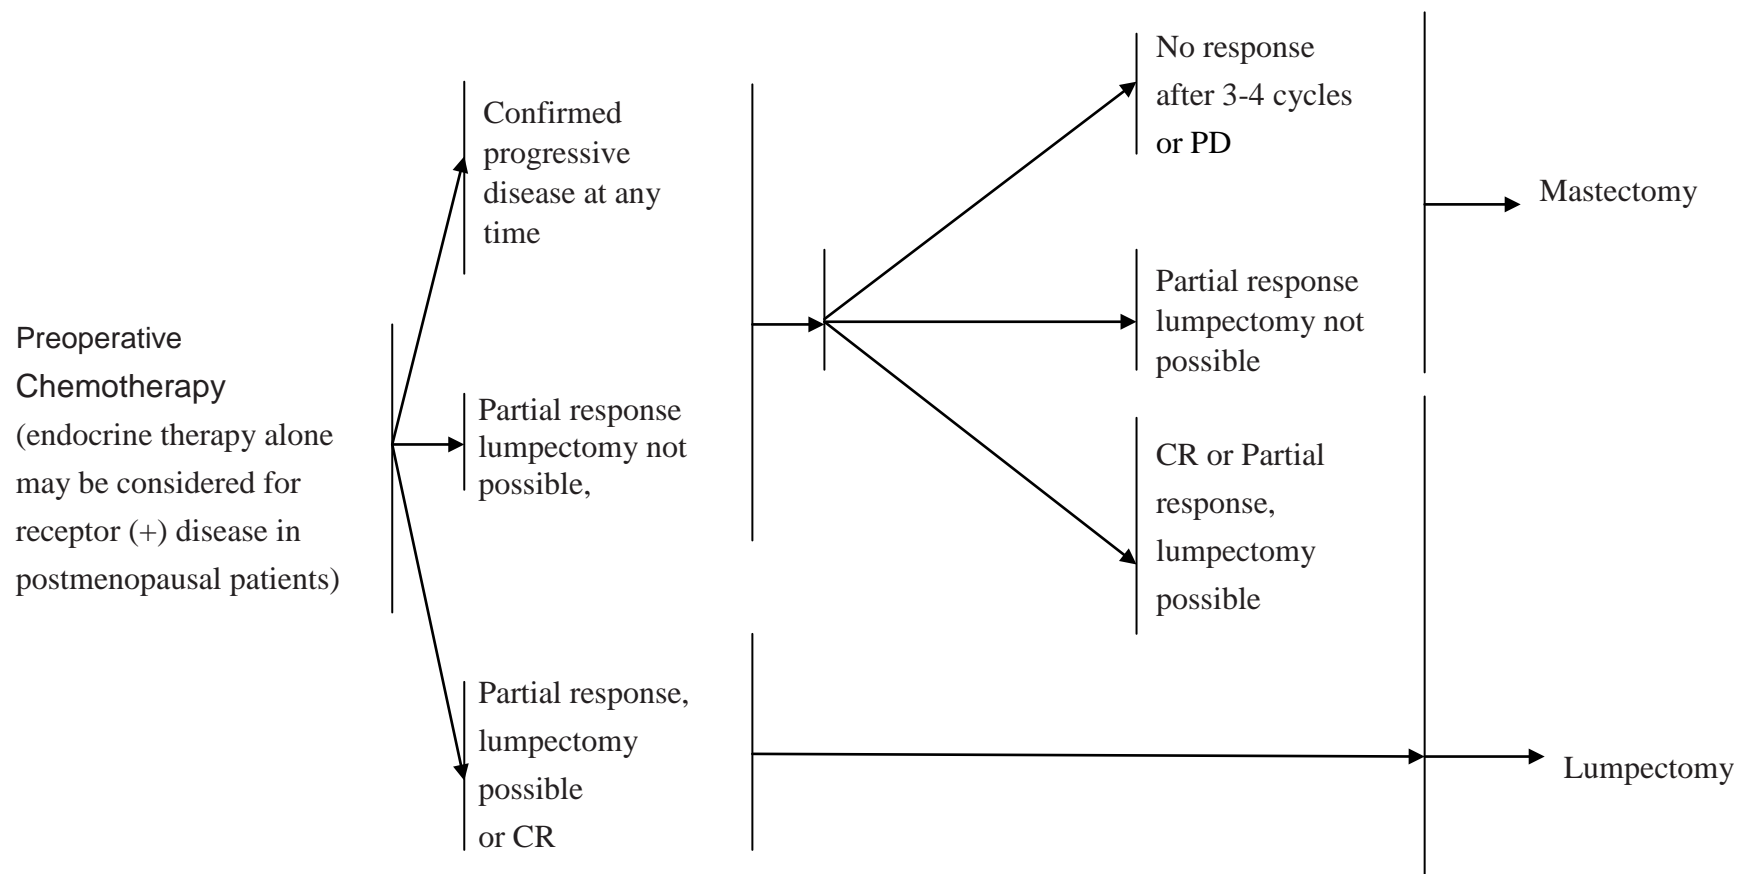 Preoperative
Chemotherapy
(endocrine therapy alone
may be considered for
receptor (+) disease in
postmenopausal patients)
Confirmed
progressive
disease at any
time
Partial response
lumpectomy not
possible,
Partial response,
lumpectomy
possible
or CR
No response
after 3-4 cycles
or PD
Partial response
lumpectomy not
possible
CR or Partial
response,
lumpectomy
possible
Mastectomy
Lumpectomy